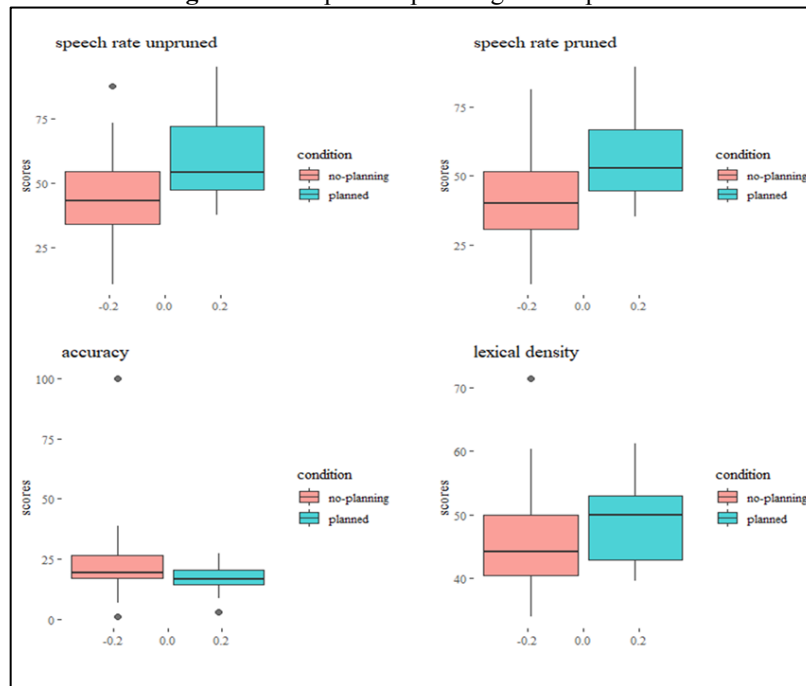 speech rate unpruned
75
50
25
scores
-0.2
0.0
0.2
condition
no-planning
planned
speech rate pruned
75
50
25
scores
-0.2
0.0
0.2
condition
no-planning
planned
accuracy
100
75
50
25
0
scores
-0.2
0.0
0.2
condition
no-planning
planned
lexical density
70
60
50
40
scores
-0.2
0.0
0.2
condition
no-planning
planned